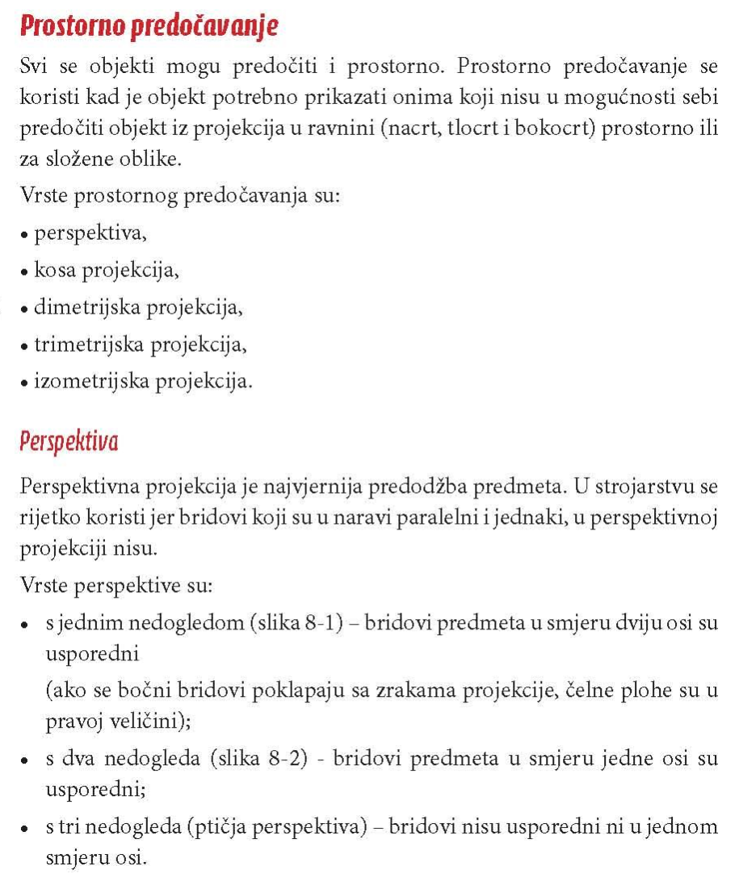 Prostorno predočavanje
Svi se objekti mogu predočiti i prostorno. Prostorno predočavanje se
koristi kad je objekt potrebno prikazati onima koji nisu u mogućnosti sebi
predočiti objekt iz projekcija u ravnini (nacrt, tlocrt i bokocrt) prostorno ili
za složene oblike.
Vrste prostornog predočavanja su:
• perspektiva,
• kosa projekcija,
• dimetrijska projekcija,
• trimetrijska projekcija,
• izometrijska projekcija.
Perspektiva
Perspektivna projekcija je najvjernija predodžba predmeta. U strojarstvu se
rijetko koristi jer bridovi koji su u naravi paralelni i jednaki, u perspektivnoj
projekciji nisu.
Vrste perspektive su:
• s jednim nedogledom (slika 8-1) – bridovi predmeta u smjeru dviju osi su
usporedni
(ako se bočni bridovi poklapaju sa zrakama projekcije, čelne plohe su u
pravoj veličini);
• s dva nedogleda (slika 8-2) - bridovi predmeta u smjeru jedne osi su
usporedni;
• s tri nedogleda (ptičja perspektiva) – bridovi nisu usporedni ni u jednom
smjeru osi.